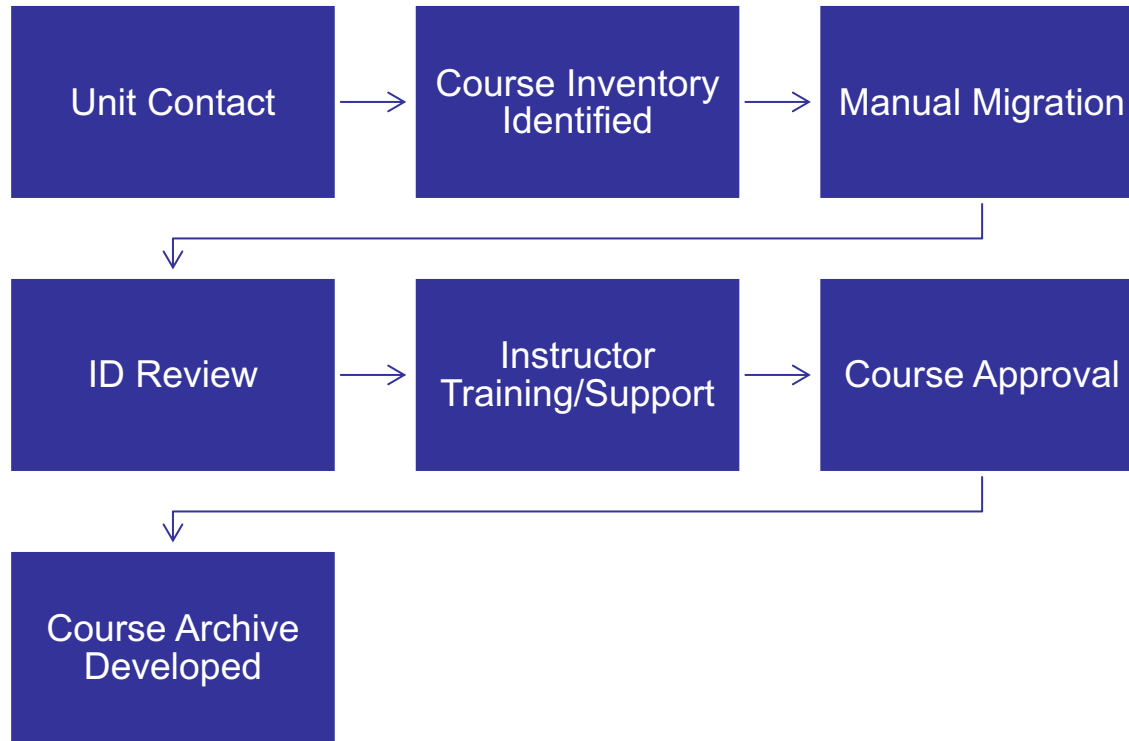 Unit Contact
Course Inventory
Identified
Manual Migration
ID Review
Instructor
Training/Support
Course Approval
Course Archive
Developed